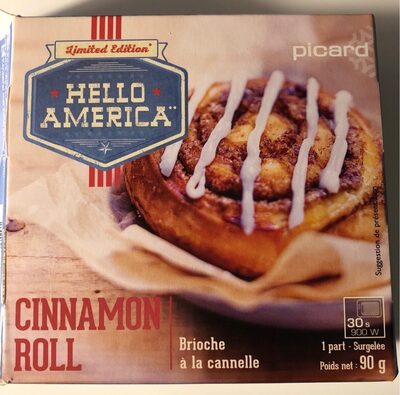 Limited Edition*
HELLO
AMERICA**
picard
Suggestion de présentation
CINNAMON
ROLL
Brioche
à la cannelle
30 s
900 W
1 part - Surgelée
Poids net : 90 g